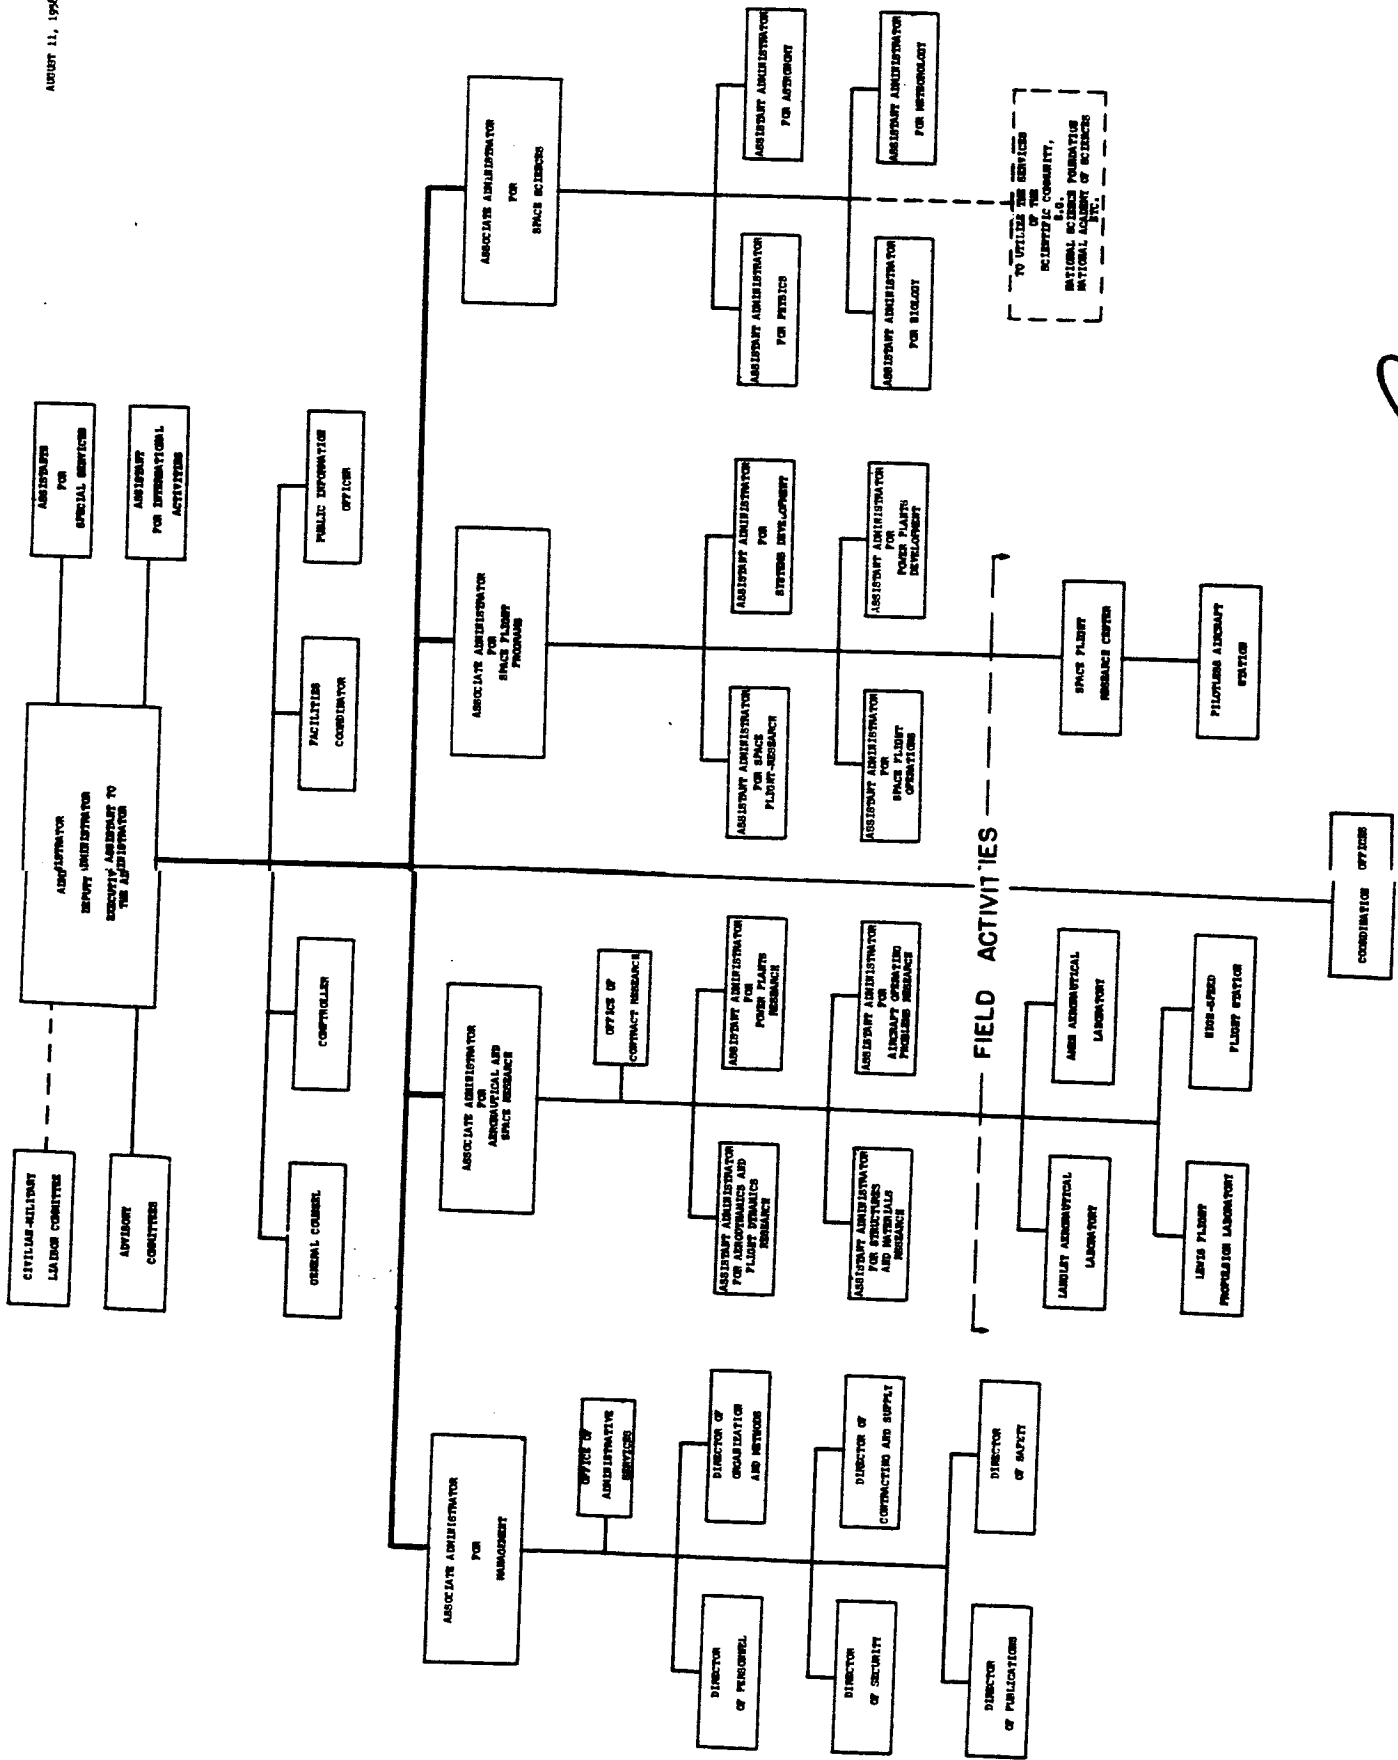 AUGUST 11,
CIVILIAN-MILITARY
LIAISON COMMITTEE
ADVISORY
COMMITTEES
ADMINISTRATOR
DEPUTY ADMINISTRATOR
EXECUTIVE ASSISTANT TO
THE ADMINISTRATOR
ASSISTANTS
FOR
SPECIAL SERVICES
ASSISTANT
FOR INTERNATIONAL
ACTIVITIES
GENERAL COUNSEL
COMPTROLLER
FACILITIES
COORDINATOR
PUBLIC INFORMATION
OFFICER
ASSOCIATE ADMINISTRATOR
FOR
MANAGEMENT
OFFICE OF
ADMINISTRATIVE
SERVICES
DIRECTOR
OF PERSONNEL
DIRECTOR OF
ORGANIZATION
AND METHODS
DIRECTOR
OF SECURITY
DIRECTOR OF
CONTRACTING AND SUPPLY
DIRECTOR
OF PUBLICATIONS
DIRECTOR
OF SAFETY
ASSOCIATE ADMINISTRATOR
FOR
AERONAUTICAL AND
SPACE RESEARCH
OFFICE OF
CONTRACT RESEARCH
ASSISTANT ADMINISTRATOR
FOR AERODYNAMICS AND
FLIGHT DYNAMICS
RESEARCH
ASSISTANT ADMINISTRATOR
FOR
POWER PLANTS
RESEARCH
ASSISTANT ADMINISTRATOR
FOR STRUCTURES
AND MATERIALS
RESEARCH
ASSISTANT ADMINISTRATOR
FOR
AIRCRAFT OPERATING
PROBLEMS RESEARCH
ASSOCIATE ADMINISTRATOR
FOR
SPACE FLIGHT
PROGRAMS
ASSISTANT ADMINISTRATOR
FOR SPACE
FLIGHT-RESEARCH
ASSISTANT ADMINISTRATOR
FOR
SYSTEMS DEVELOPMENT
ASSISTANT ADMINISTRATOR
FOR
SPACE FLIGHT
OPERATIONS
ASSISTANT ADMINISTRATOR
FOR
POWER PLANTS
DEVELOPMENT
ASSOCIATE ADMINISTRATOR
FOR
SPACE SCIENCES
ASSISTANT ADMINISTRATOR
FOR PHYSICS
ASSISTANT ADMINISTRATOR
FOR ASTRONOMY
ASSISTANT ADMINISTRATOR
FOR BIOLOGY
ASSISTANT ADMINISTRATOR
FOR METEOROLOGY
TO UTILIZE THE SERVICES
OF THE
SCIENTIFIC COMMUNITY,
E.G.
NATIONAL SCIENCE FOUNDATION
NATIONAL ACADEMY OF SCIENCES
ETC.
FIELD ACTIVITIES
LANGLEY AERONAUTICAL
LABORATORY
AMES AERONAUTICAL
LABORATORY
LEWIS FLIGHT
PROPULSION LABORATORY
HIGH-SPEED
FLIGHT STATION
SPACE FLIGHT
RESEARCH CENTER
PILOTLESS AIRCRAFT
STATION
COORDINATION OFFICES